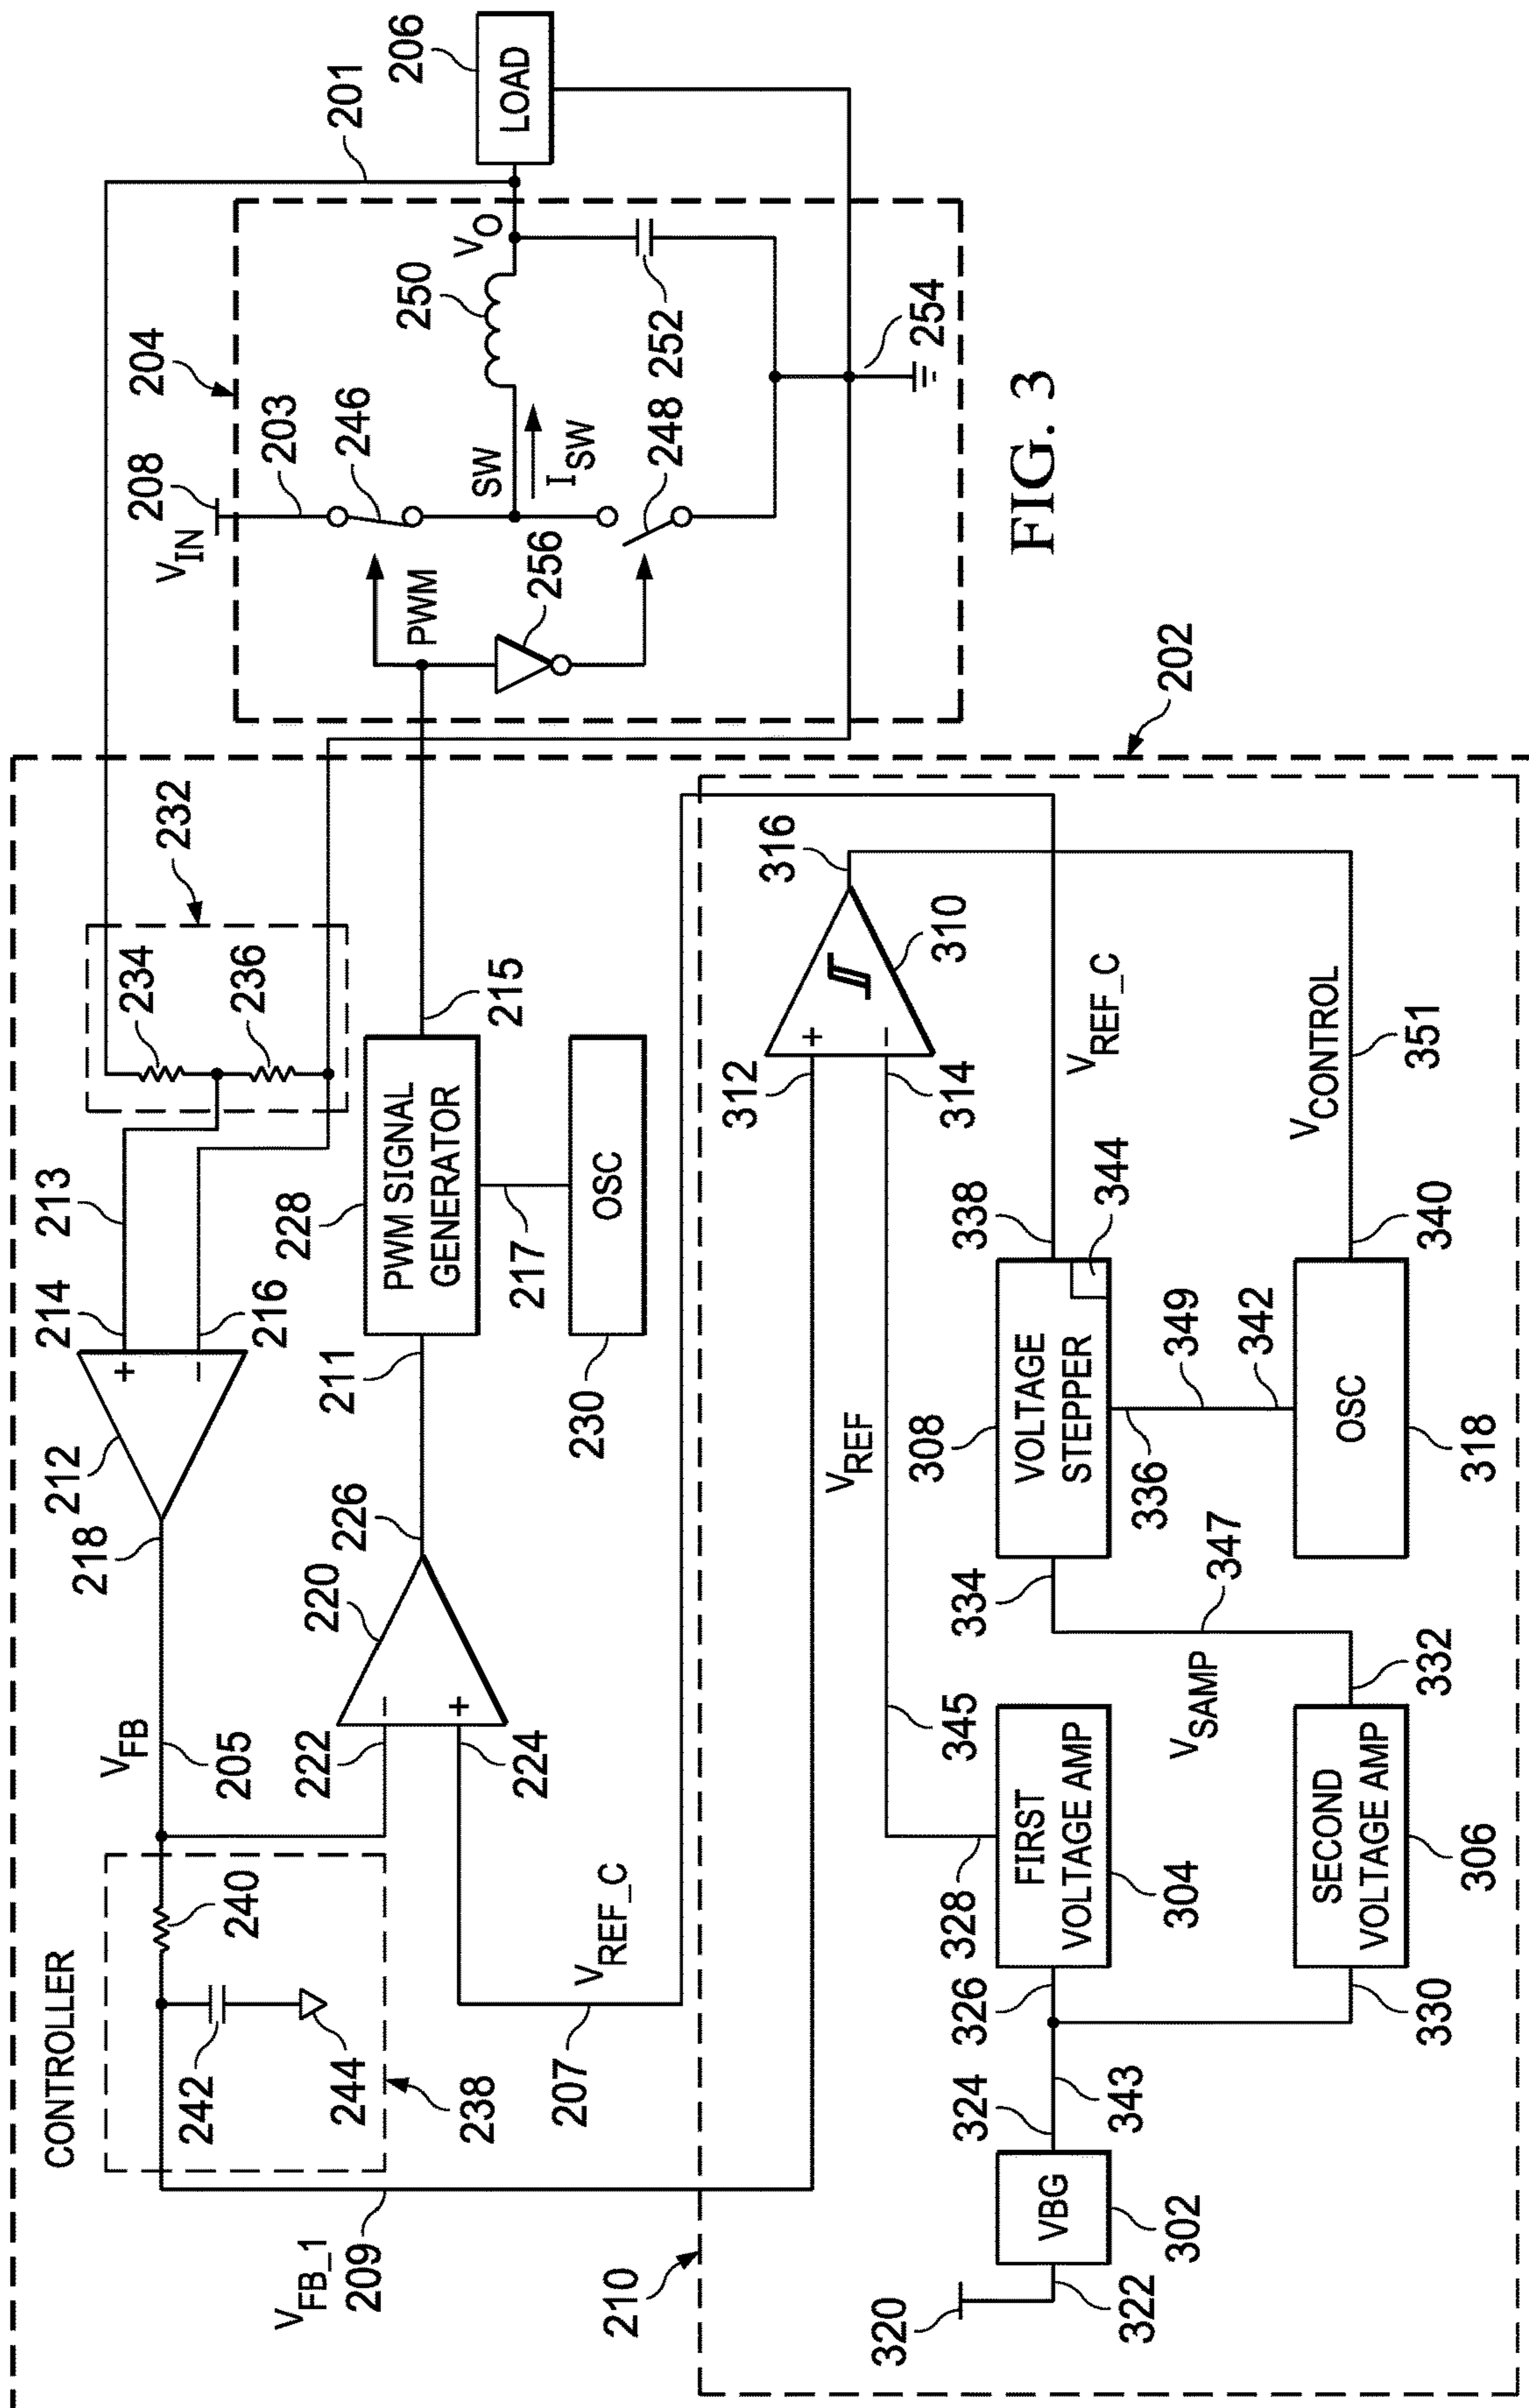 CONTROLLER
V_FB_1
209
242
244
240
238
V_FB
205
218
212
214
213
216
232
234
236
201
204
208
V_IN
203
246
PWM
256
SW
I_SW
248
250
V_O
252
254
206
LOAD
222
224
220
226
211
228
PWM SIGNAL
GENERATOR
215
217
OSC
230
V_REF_C
207
202
FIG. 3
210
312
314
+
−
316
310
V_REF
345
V_REF_C
320
322
VBG
302
324
343
326
328
FIRST
VOLTAGE AMP
304
334
308
VOLTAGE
STEPPER
338
344
336
349
342
V_SAMP
347
330
SECOND
VOLTAGE AMP
306
332
OSC
318
340
V_CONTROL
351
+
−
−
+